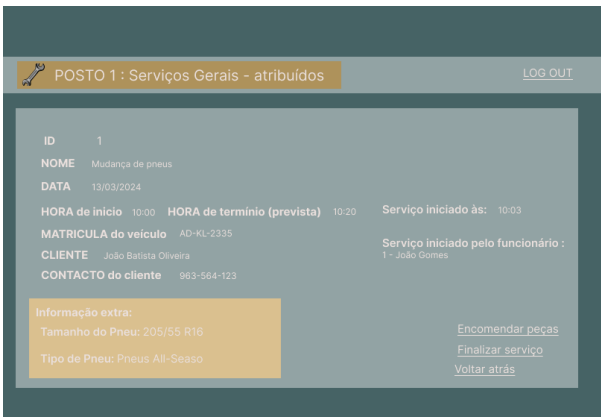 POSTO 1 : Serviços Gerais - atribuídos
LOG OUT
ID 1
NOME Mudança de pneus
DATA 13/03/2024
HORA de inicio 10:00 HORA de termínio (prevista) 10:20 Serviço iniciado às: 10:03
MATRICULA do veículo AD-KL-2335
CLIENTE João Batista Oliveira
CONTACTO do cliente 963-564-123
Serviço iniciado pelo funcionário :
1 - João Gomes
Informação extra:
Tamanho do Pneu: 205/55 R16
Tipo de Pneu: Pneus All-Seaso
Encomendar peças
Finalizar serviço
Voltar atrás